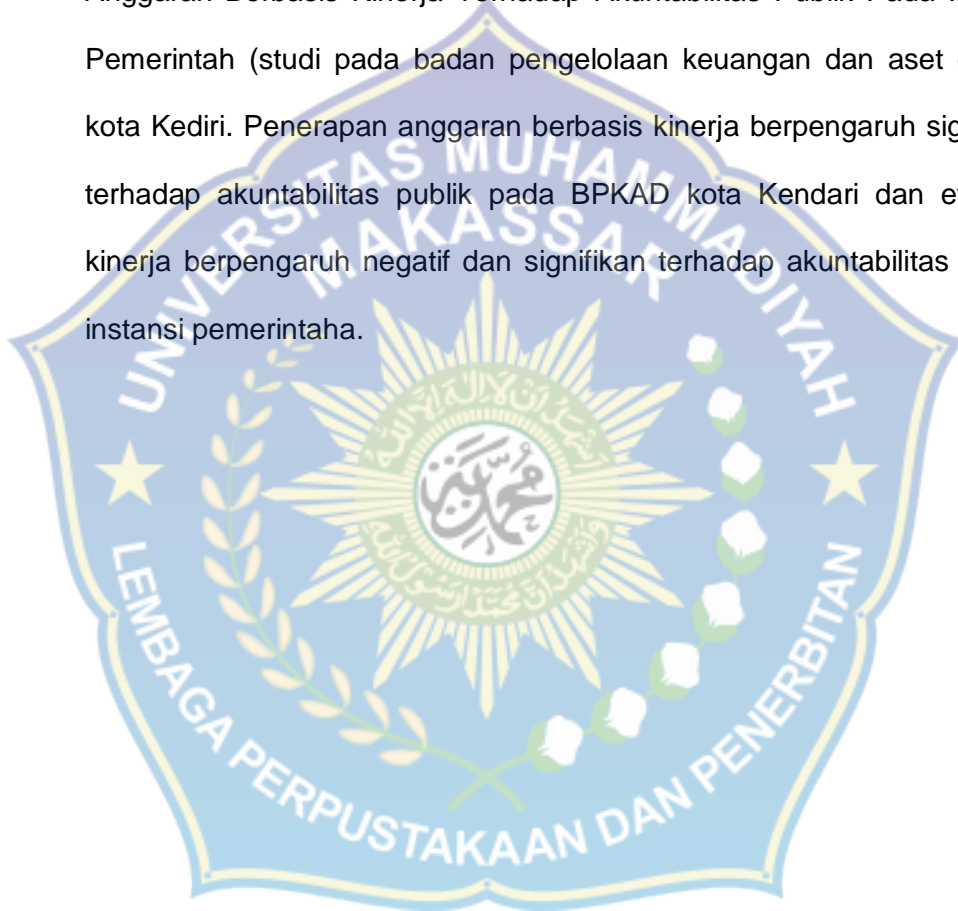 Anggaran Berbasis Kinerja Terhadap Akuntabilitas Publik Pada
Pemerintah (studi pada badan pengelolaan keuangan dan aset
kota Kediri. Penerapan anggaran berbasis kinerja berpengaruh sig
terhadap akuntabilitas publik pada BPKAD kota Kendari dan e
kinerja berpengaruh negatif dan signifikan terhadap akuntabilitas
instansi pemerintaha.
UNIVERSITAS MUHAMMADIYAH
MAKASSAR
LEMBAGA PERPUSTAKAAN DAN PENERBITAN